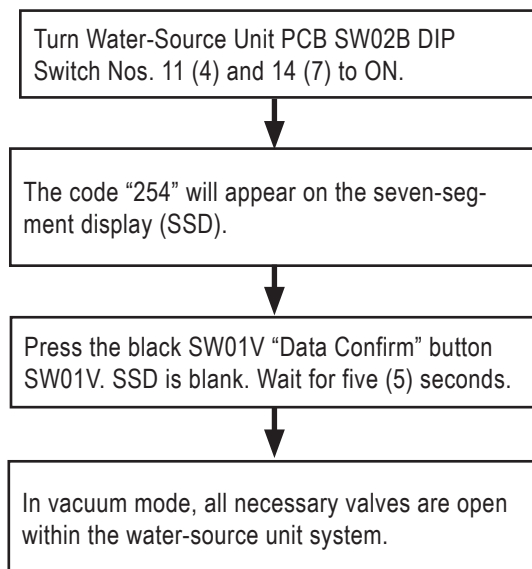 Turn Water-Source Unit PCB SW02B DIP
Switch Nos. 11 (4) and 14 (7) to ON.
The code “254” will appear on the seven-seg-
ment display (SSD).
Press the black SW01V “Data Confirm” button
SW01V. SSD is blank. Wait for five (5) seconds.
In vacuum mode, all necessary valves are open
within the water-source unit system.